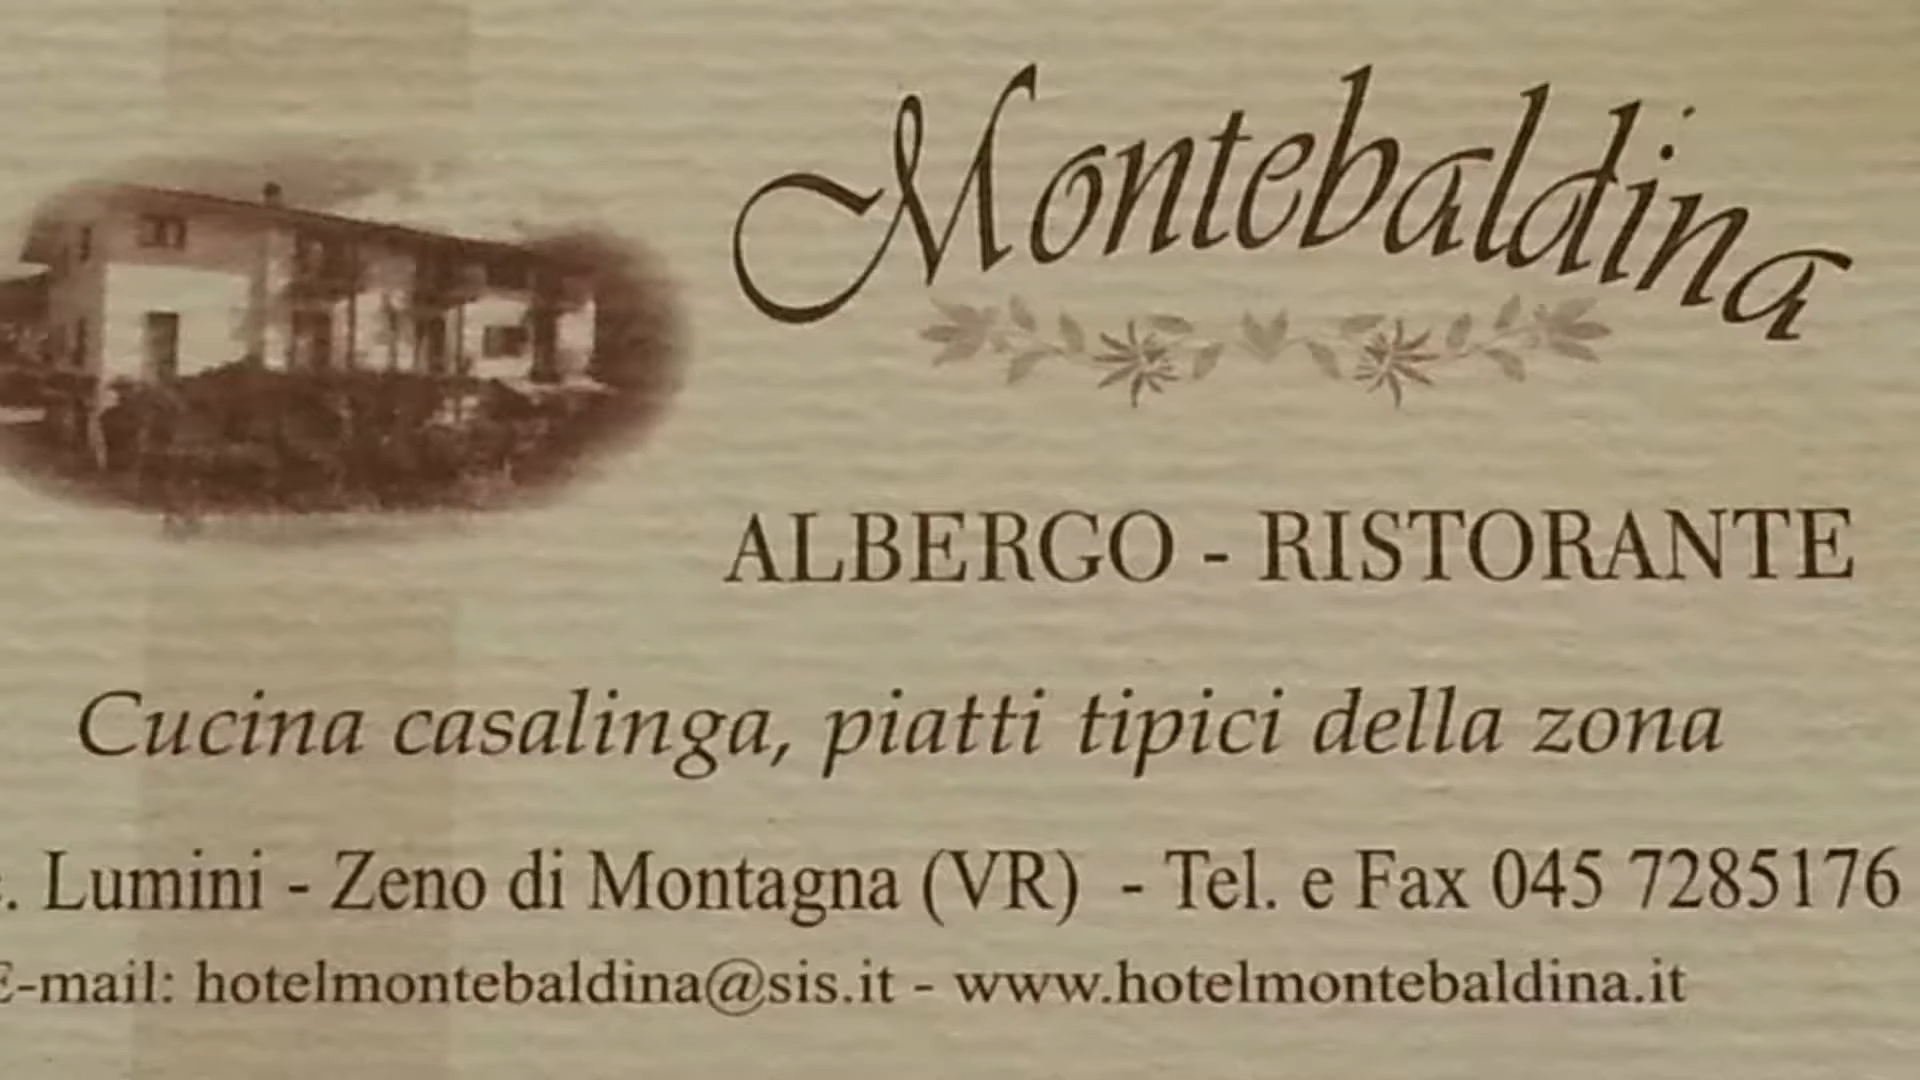 Montebaldina
ALBERGO - RISTORANTE
Cucina casalinga, piatti tipici della zona
. Lumini - Zeno di Montagna (VR) - Tel. e Fax 045 7285176
E-mail: hotelmontebaldina@sis.it - www.hotelmontebaldina.it